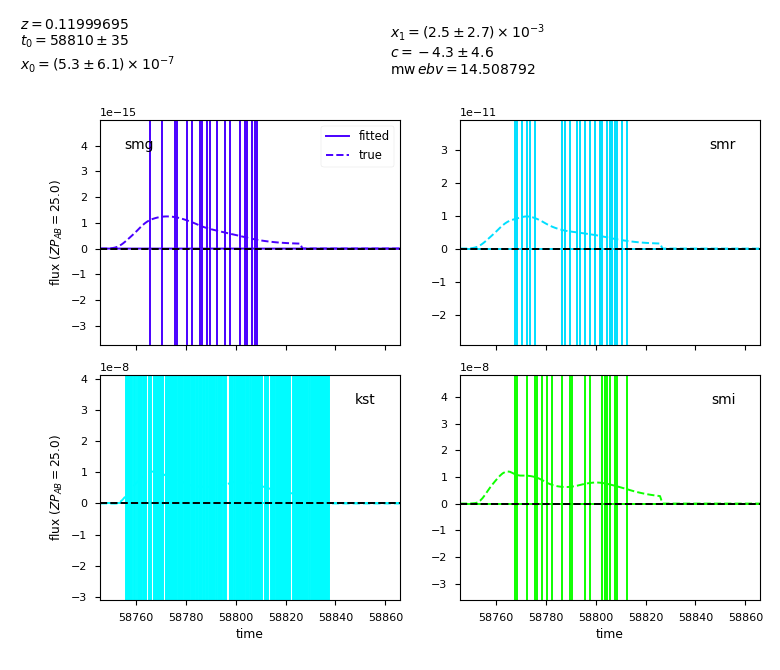 z = 0.11999695
t0 = 58810 ± 35
x0 = (5.3 ± 6.1) × 10^-7
x1 = (2.5 ± 2.7) × 10^-3
c = −4.3 ± 4.6
mw ebv = 14.508792
1e−15
smg
fitted
true
4
3
2
1
0
−1
−2
−3
flux (ZP_AB = 25.0)
1e−11
smr
3
2
1
0
−1
−2
1e−8
kst
4
3
2
1
0
−1
−2
−3
flux (ZP_AB = 25.0)
58760 58780 58800 58820 58840 58860
time
1e−8
smi
4
3
2
1
0
−1
−2
−3
58760 58780 58800 58820 58840 58860
time